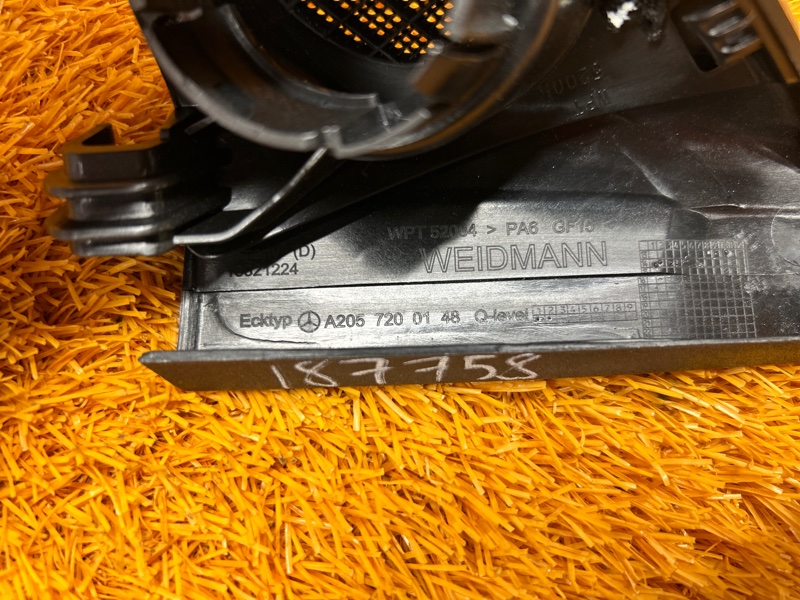 WPT 52004 > PA6 GF15
(D)
WEIDMANN
Ecktyp A205 720 01 48 Q-level 1 2 3 4 5 6 7 8 9
187758